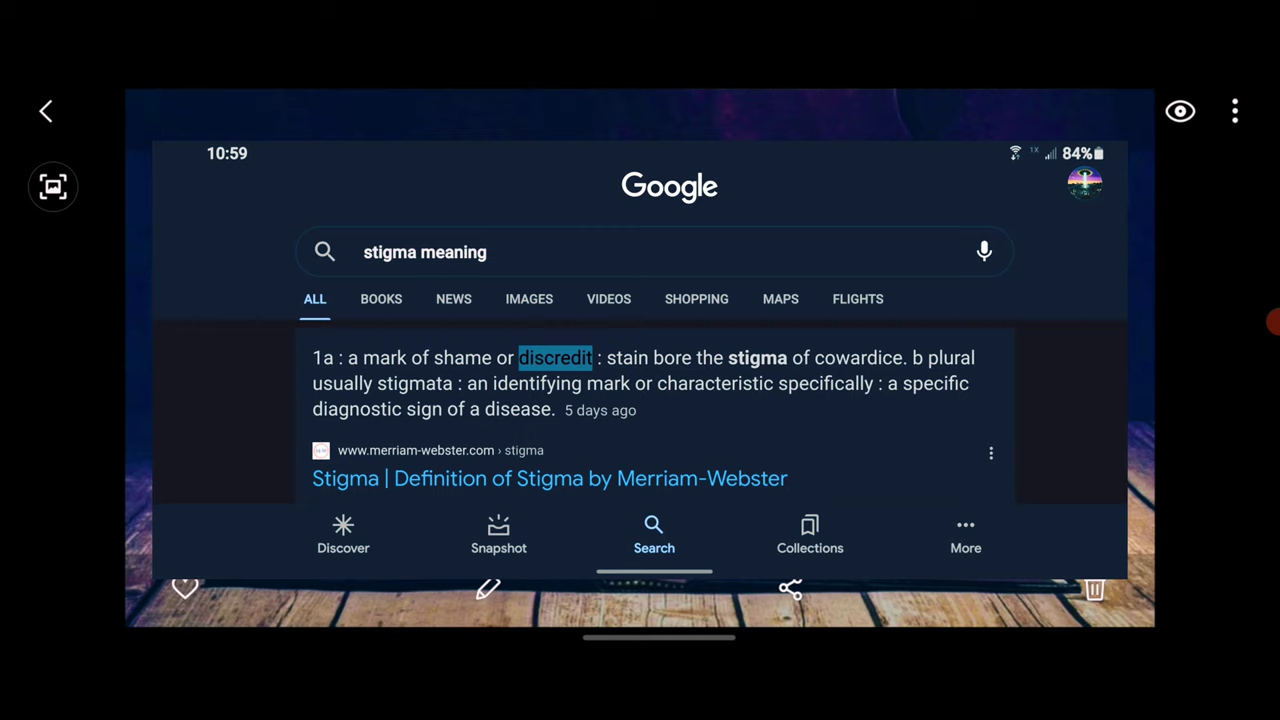 10:59
1X
84%
Google
stigma meaning
ALL BOOKS NEWS IMAGES VIDEOS SHOPPING MAPS FLIGHTS
1a : a mark of shame or discredit : stain bore the stigma of cowardice. b plural
usually stigmata : an identifying mark or characteristic specifically : a specific
diagnostic sign of a disease. 5 days ago
www.merriam-webster.com › stigma
Stigma | Definition of Stigma by Merriam-Webster
Discover Snapshot Search Collections More